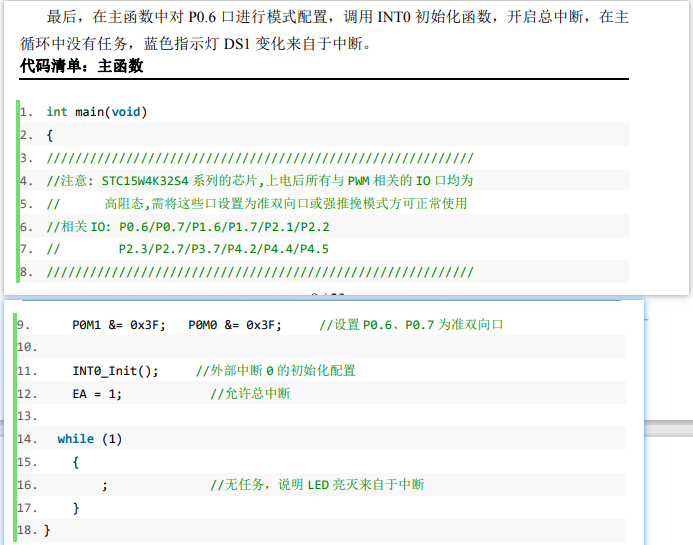 最后，在主函数中对 P0.6 口进行模式配置，调用 INT0 初始化函数，开启总中断，在主
循环中没有任务，蓝色指示灯 DS1 变化来自于中断。
代码清单：主函数
1. int main(void)
2. {
3. ///////////////////////////////////////////////////////////
4. //注意: STC15W4K32S4 系列的芯片,上电后所有与 PWM 相关的 IO 口均为
5. //      高阻态,需将这些口设置为准双向口或强推挽模式方可正常使用
6. //相关 IO: P0.6/P0.7/P1.6/P1.7/P2.1/P2.2
7. //        P2.3/P2.7/P3.7/P4.2/P4.4/P4.5
8. ///////////////////////////////////////////////////////////
9.     P0M1 &= 0x3F;   P0M0 &= 0x3F;     //设置 P0.6、P0.7 为准双向口
10.
11.     INT0_Init();     //外部中断 0 的初始化配置
12.     EA = 1;            //允许总中断
13.
14.   while (1)
15.     {
16.         ;              //无任务，说明 LED 亮灭来自于中断
17.     }
18. }